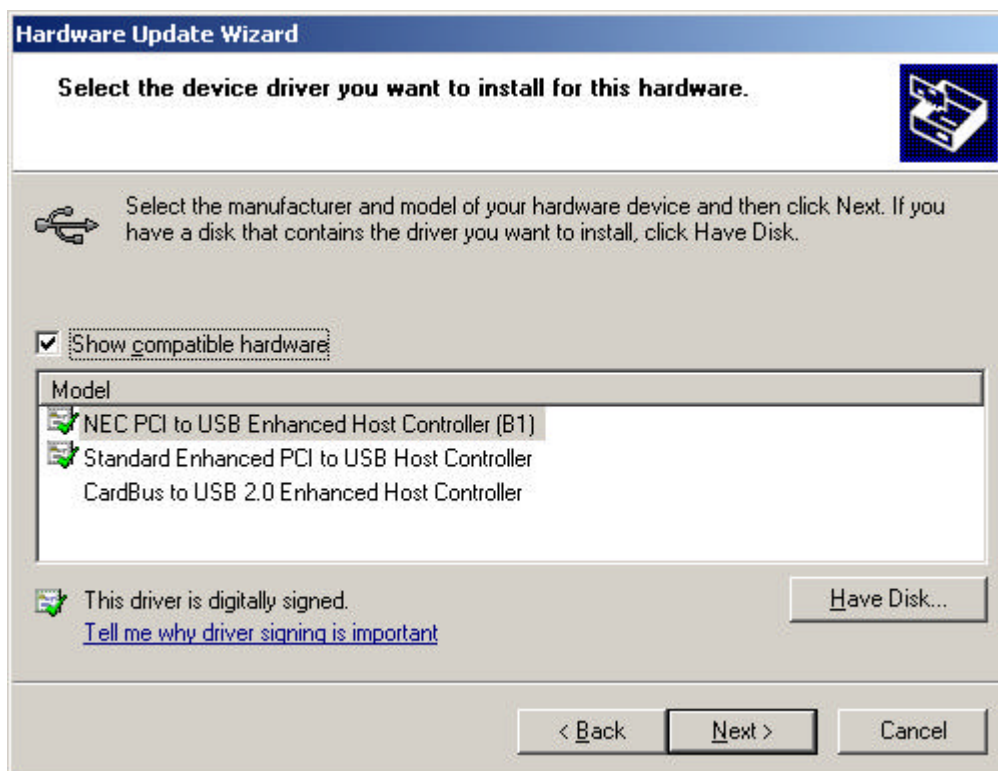 Hardware Update Wizard
Select the device driver you want to install for this hardware.
Select the manufacturer and model of your hardware device and then click Next. If you
have a disk that contains the driver you want to install, click Have Disk.
Show compatible hardware
Model
NEC PCI to USB Enhanced Host Controller (B1)
Standard Enhanced PCI to USB Host Controller
CardBus to USB 2.0 Enhanced Host Controller
This driver is digitally signed.
Have Disk...
Tell me why driver signing is important
< Back
Next >
Cancel